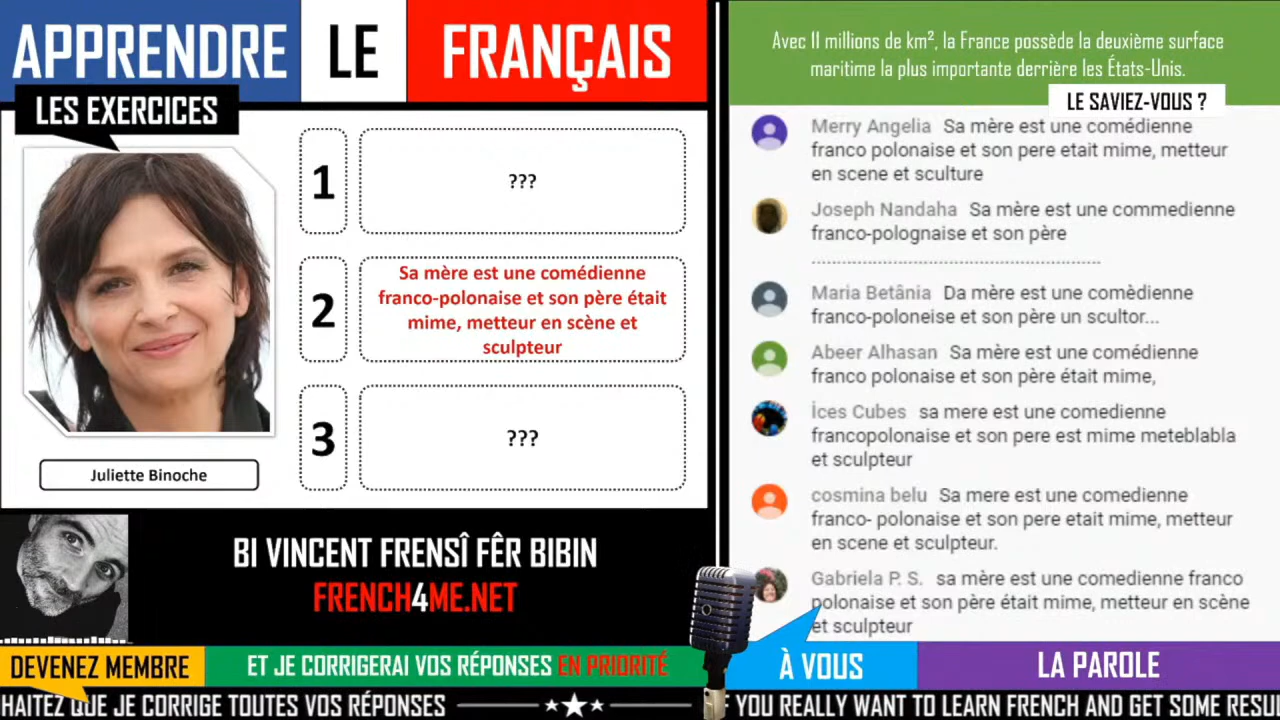 APPRENDRE LE FRANÇAIS
LES EXERCICES
1
???
2
Sa mère est une comédienne
franco-polonaise et son père était
mime, metteur en scène et
sculpteur
3
???
Juliette Binoche
BI VINCENT FRENSÎ FÊR BIBIN
FRENCH4ME.NET
DEVENEZ MEMBRE
ET JE CORRIGERAI VOS RÉPONSES EN PRIORITÉ
Avec 11 millions de km², la France possède la deuxième surface
maritime la plus importante derrière les États-Unis.
LE SAVIEZ-VOUS ?
Merry Angelia Sa mère est une comédienne
franco polonaise et son pere etait mime, metteur
en scene et sculture
Joseph Nandaha Sa mère est une commedienne
franco-polognaise et son père
Maria Betânia Da mère est une comèdienne
franco-poloneise et son père un scultor...
Abeer Alhasan Sa mère est une comédienne
franco polonaise et son père était mime,
İces Cubes sa mere est une comedienne
francopolonaise et son pere est mime meteblabla
et sculpteur
cosmina belu Sa mere est une comedienne
franco- polonaise et son pere etait mime, metteur
en scene et sculpteur.
Gabriela P. S. sa mère est une comedienne franco
polonaise et son père était mime, metteur en scène
et sculpteur
À VOUS LA PAROLE
HAITEZ QUE JE CORRIGE TOUTES VOS RÉPONSES
F YOU REALLY WANT TO LEARN FRENCH AND GET SOME RESU